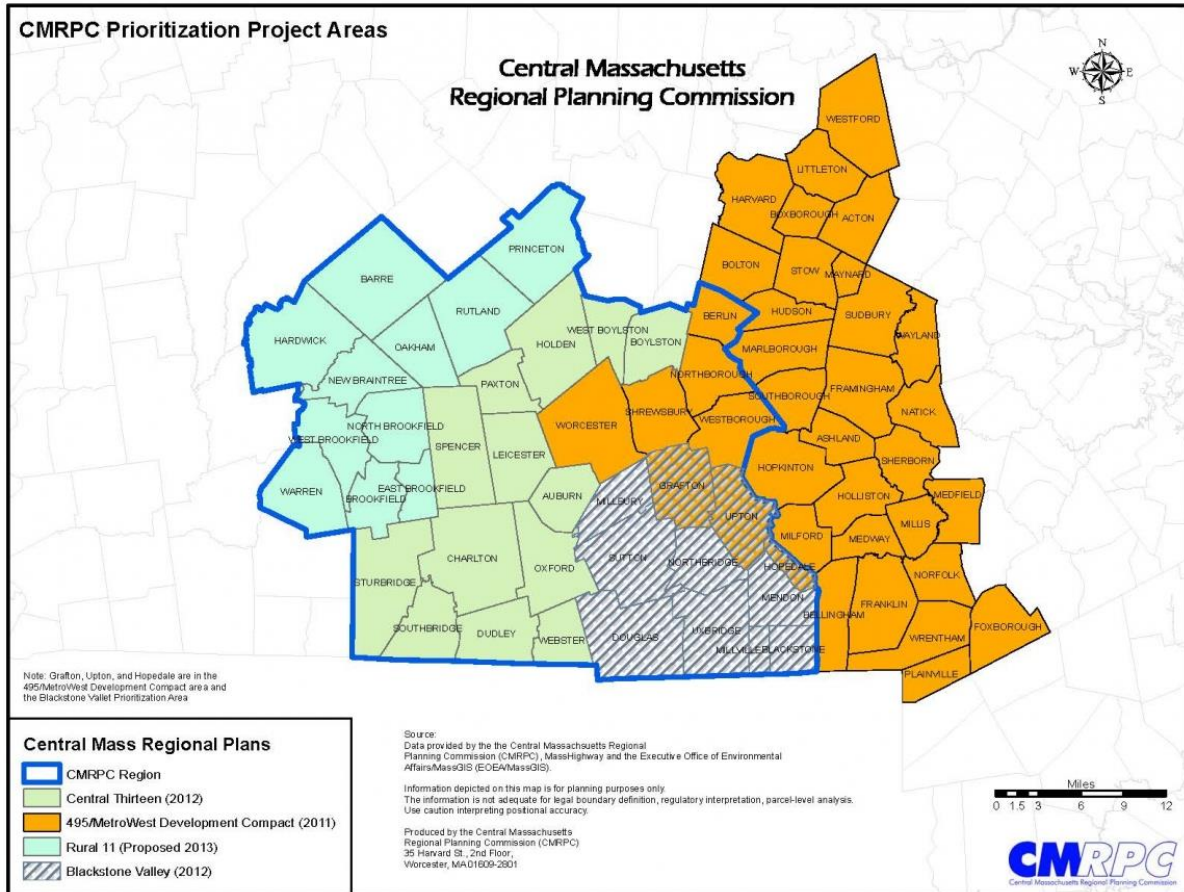 CMRPC Prioritization Project Areas
Central Massachusetts
Regional Planning Commission
N
W
E
S
WESTFORD
LITTLETON
HARVARD
BOXBOROUGH
ACTON
PRINCETON
BOLTON
STOW
MAYNARD
BARRE
RUTLAND
BERLIN
HUDSON
SUDBURY
WAYLAND
HARDWICK
OAKHAM
HOLDEN
WEST BOYLSTON
BOYLSTON
MARLBOROUGH
NEW BRAINTREE
PAXTON
NORTHBOROUGH
SOUTHBOROUGH
FRAMINGHAM
NATICK
WEST BROOKFIELD
NORTH BROOKFIELD
SPENCER
LEICESTER
WORCESTER
SHREWSBURY
WESTBOROUGH
ASHLAND
SHERBORN
WARREN
BROOKFIELD
EAST BROOKFIELD
AUBURN
MILLBURY
GRAFTON
UPTON
HOPKINTON
HOLLISTON
MEDFIELD
MILLIS
MILFORD
MEDWAY
STURBRIDGE
CHARLTON
OXFORD
SUTTON
NORTHBRIDGE
HOPEDALE
MENDON
BELLINGHAM
FRANKLIN
NORFOLK
SOUTHBRIDGE
DUDLEY
WEBSTER
DOUGLAS
UXBRIDGE
MILLVILLE
BLACKSTONE
WRENTHAM
FOXBOROUGH
PLAINVILLE
Note: Grafton, Upton, and Hopedale are in the
495/MetroWest Development Compact area and
the Blackstone Vallet Prioritization Area
Central Mass Regional Plans
CMRPC Region
Central Thirteen (2012)
495/MetroWest Development Compact (2011)
Rural 11 (Proposed 2013)
Blackstone Valley (2012)
Source:
Data provided by the the Central Massachsuetts Regional
Planning Commission (CMRPC), MassHighway and the Executive Office of Environmental
Affairs/MassGIS (EOEA/MassGIS).
Information depicted on this map is for planning purposes only.
The information is not adequate for legal boundary definition, regulatory interpretation, parcel-level analysis.
Use caution interpreting positional accuracy.
Produced by the Central Massachusetts
Regional Planning Commission (CMRPC)
35 Harvard St., 2nd Floor,
Worcester, MA 01609-2801
Miles
0 1.5 3 6 9 12
CMRPC
Central Massachusetts Regional Planning Commission